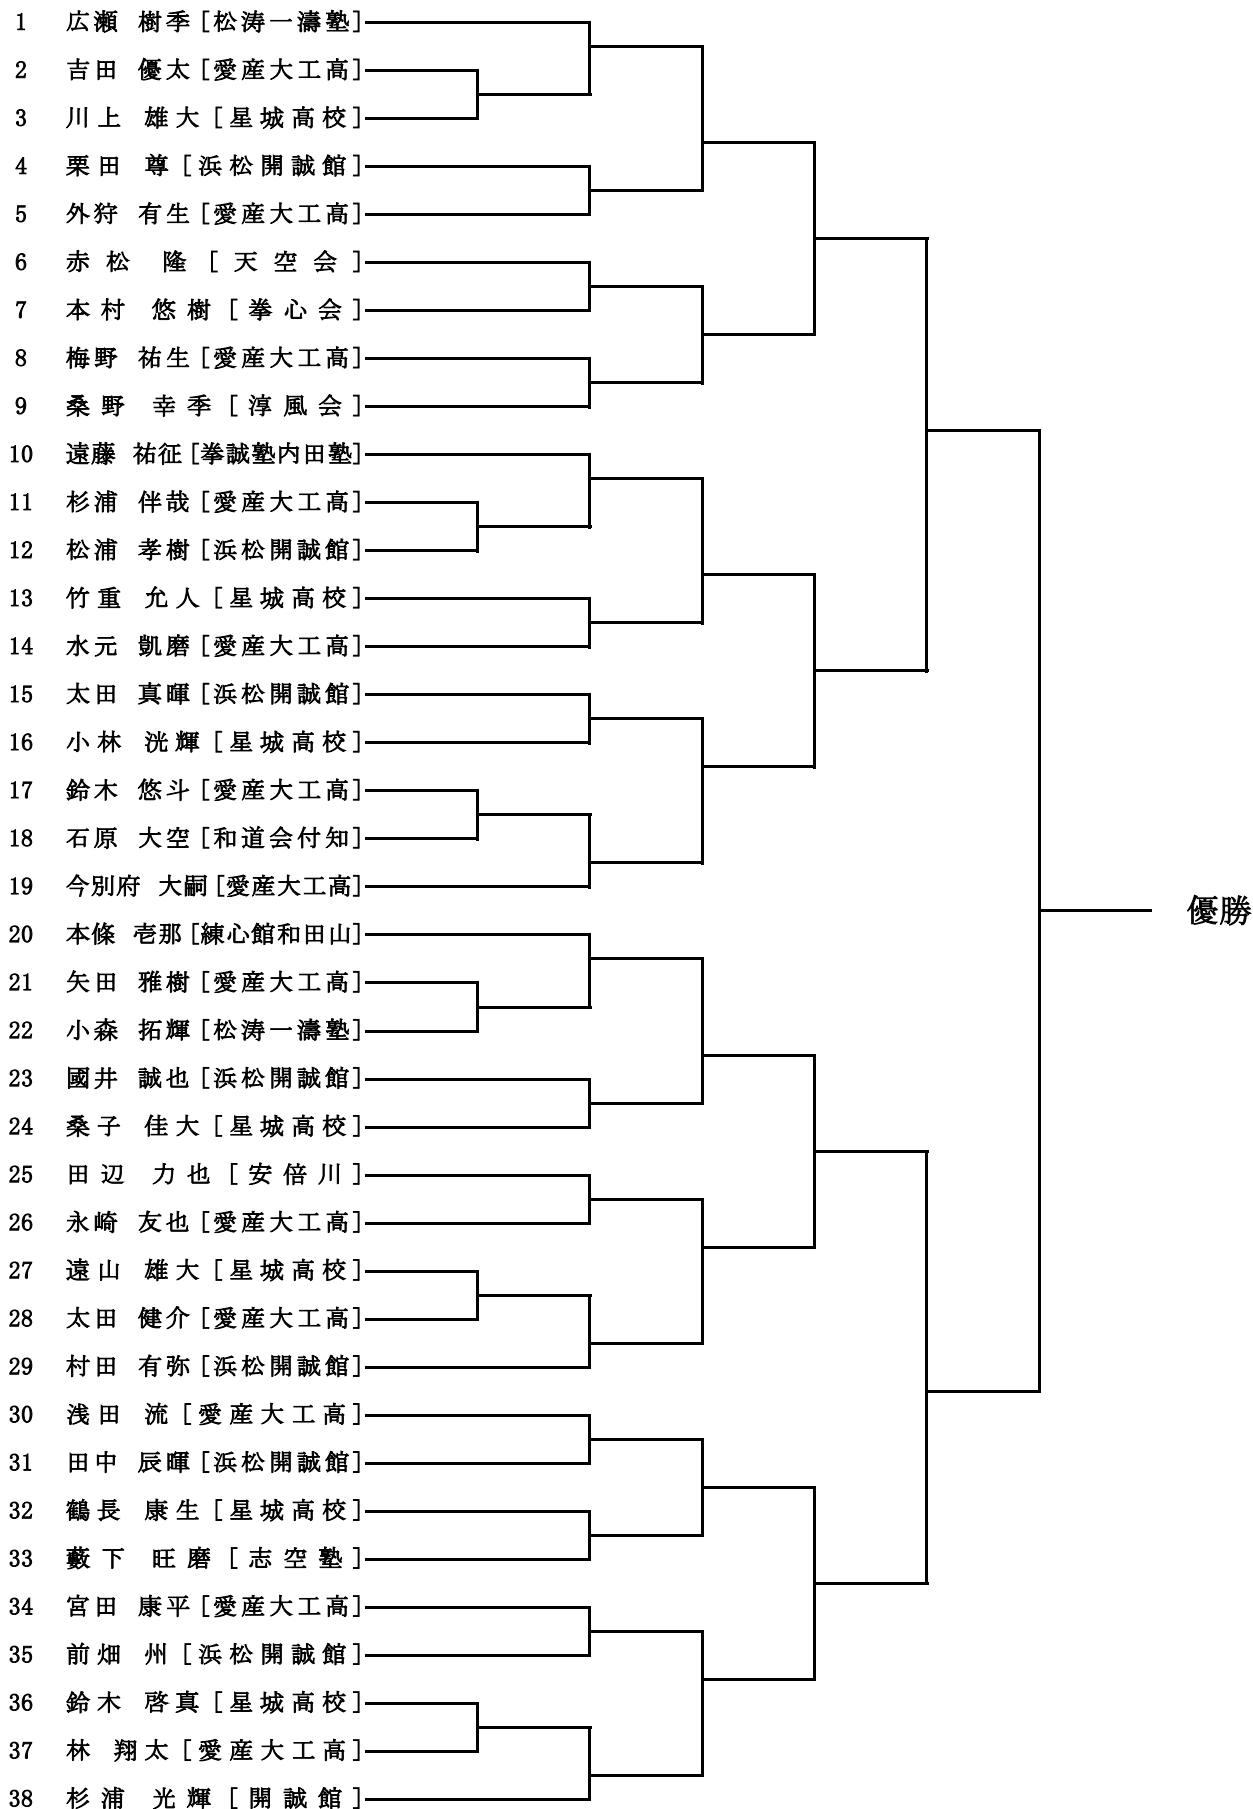 1 広瀬 樹季 [松涛一濤塾]
2 吉田 優太 [愛産大工高]
3 川上 雄大 [星城高校]
4 栗田 尊 [浜松開誠館]
5 外狩 有生 [愛産大工高]
6 赤松 隆 [天空会]
7 本村 悠樹 [拳心会]
8 梅野 祐生 [愛産大工高]
9 桑野 幸季 [淳風会]
10 遠藤 祐征 [拳誠塾内田塾]
11 杉浦 伴哉 [愛産大工高]
12 松浦 孝樹 [浜松開誠館]
13 竹重 允人 [星城高校]
14 水元 凱磨 [愛産大工高]
15 太田 真暉 [浜松開誠館]
16 小林 洸輝 [星城高校]
17 鈴木 悠斗 [愛産大工高]
18 石原 大空 [和道会付知]
19 今別府 大嗣 [愛産大工高]
優勝
20 本條 壱那 [練心館和田山]
21 矢田 雅樹 [愛産大工高]
22 小森 拓輝 [松涛一濤塾]
23 國井 誠也 [浜松開誠館]
24 桑子 佳大 [星城高校]
25 田辺 力也 [安倍川]
26 永崎 友也 [愛産大工高]
27 遠山 雄大 [星城高校]
28 太田 健介 [愛産大工高]
29 村田 有弥 [浜松開誠館]
30 浅田 流 [愛産大工高]
31 田中 辰暉 [浜松開誠館]
32 鶴長 康生 [星城高校]
33 藪下 旺磨 [志空塾]
34 宮田 康平 [愛産大工高]
35 前畑 州 [浜松開誠館]
36 鈴木 啓真 [星城高校]
37 林 翔太 [愛産大工高]
38 杉浦 光輝 [開誠館]